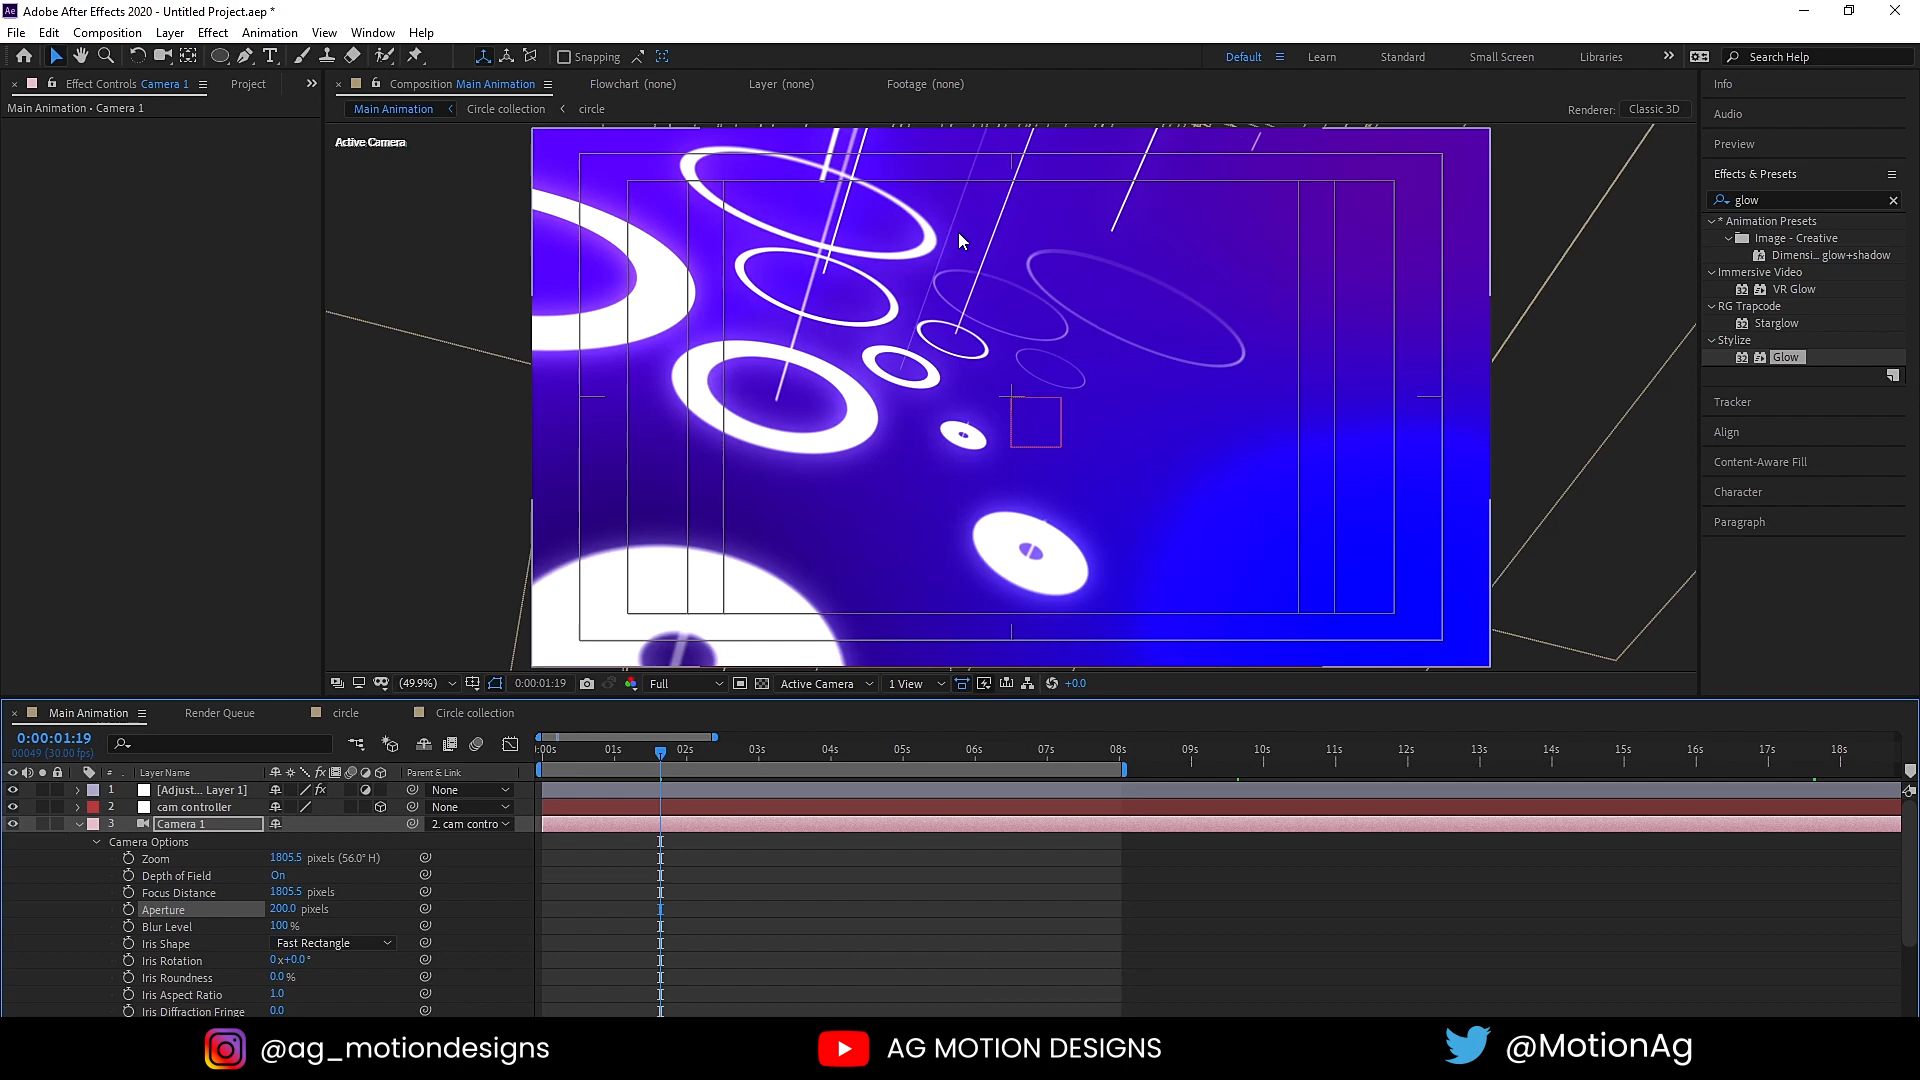 Ae Adobe After Effects 2020 - Untitled Project.aep *
File Edit Composition Layer Effect Animation View Window Help
Snapping Default Learn Standard Small Screen Libraries Search Help
Effect Controls Camera 1 Project Composition Main Animation Flowchart (none) Layer (none) Footage (none) Info
Main Animation • Camera 1 Main Animation Circle collection circle Renderer: Classic 3D
Audio
Active Camera
Preview
Effects & Presets
glow
* Animation Presets
Image - Creative
Dimensi... glow+shadow
Immersive Video
VR Glow
RG Trapcode
Starglow
Stylize
Glow
Tracker
Align
Content-Aware Fill
Character
Paragraph
(49.9%) 0:00:01:19 Full Active Camera 1 View +0.0
Main Animation Render Queue circle Circle collection
0:00:01:19
00049 (30.00 fps)
:00s 01s 02s 03s 04s 05s 06s 07s 08s 09s 10s 11s 12s 13s 14s 15s 16s 17s 18s
# Layer Name Parent & Link
1 [Adjust... Layer 1] None
2 cam controller None
3 Camera 1 2. cam contro
Camera Options
Zoom 1805.5 pixels (56.0° H)
Depth of Field On
Focus Distance 1805.5 pixels
Aperture 200.0 pixels
Blur Level 100 %
Iris Shape Fast Rectangle
Iris Rotation 0x+0.0°
Iris Roundness 0.0 %
Iris Aspect Ratio 1.0
Iris Diffraction Fringe 0.0
@ag_motiondesigns AG MOTION DESIGNS @MotionAg